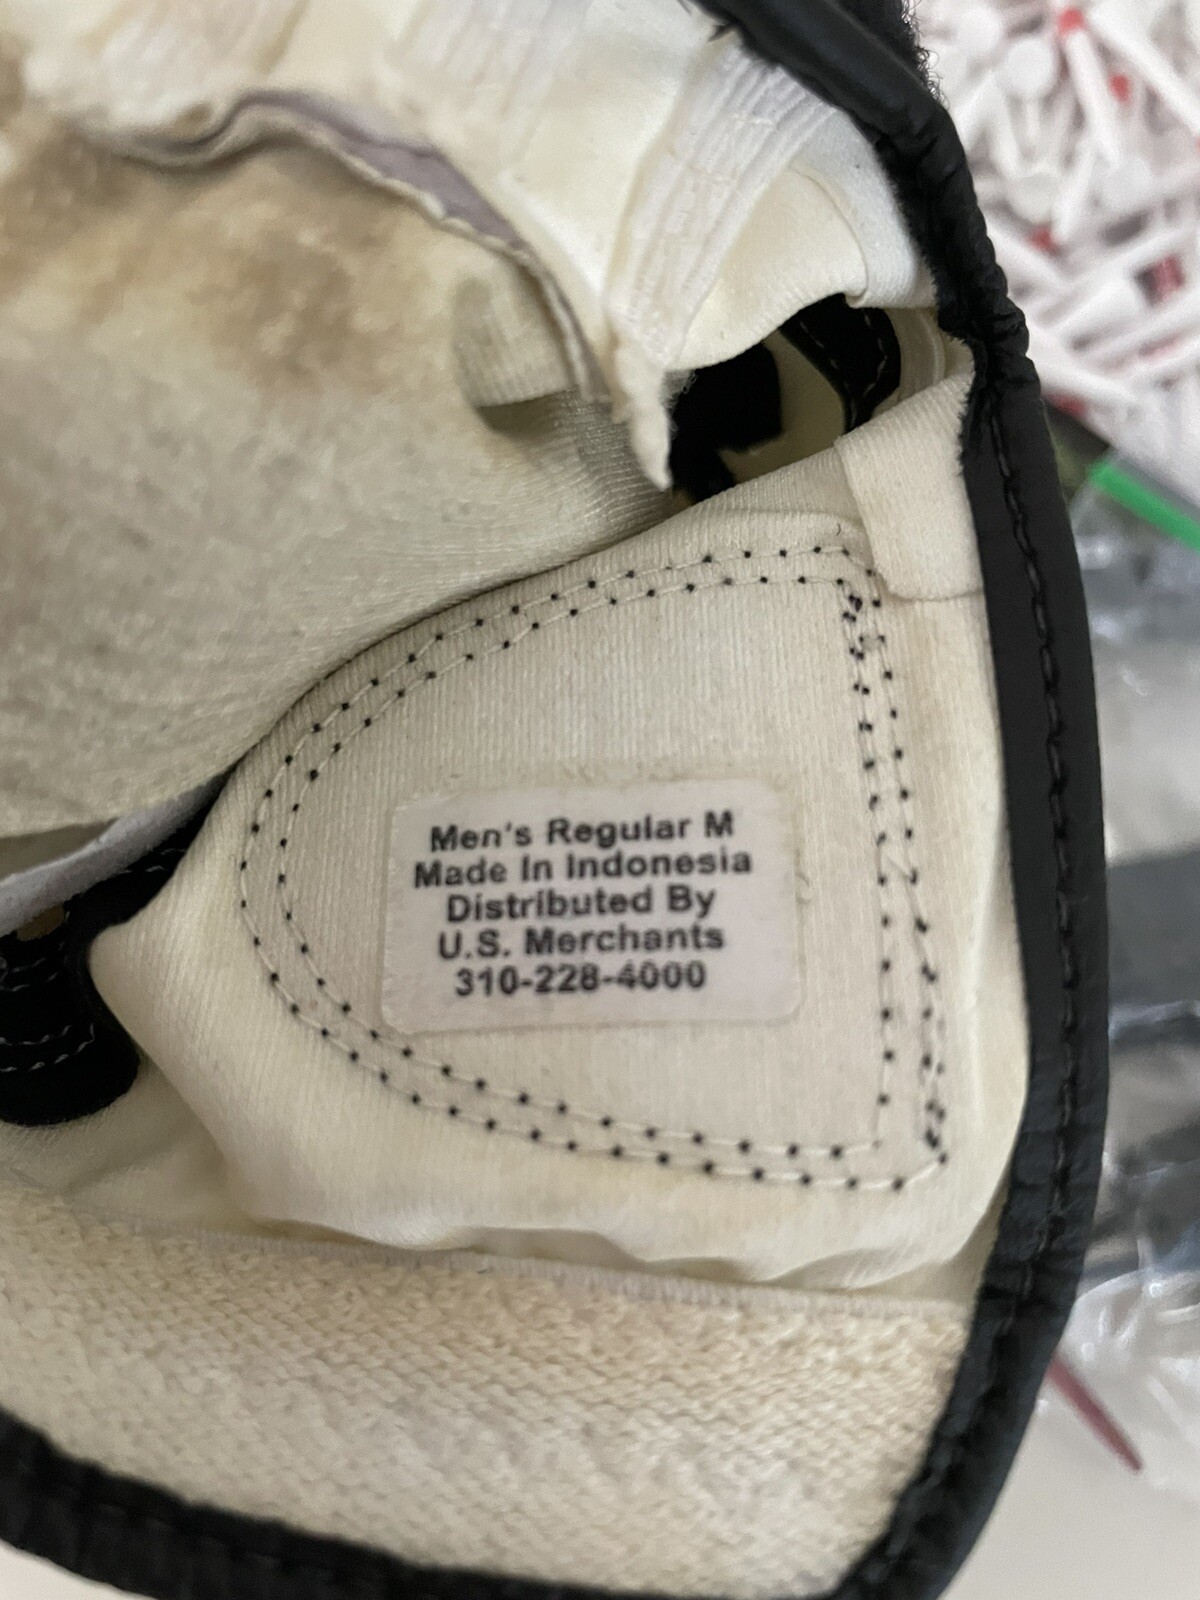 Men's Regular M
Made In Indonesia
Distributed By
U.S. Merchants
310-228-4000